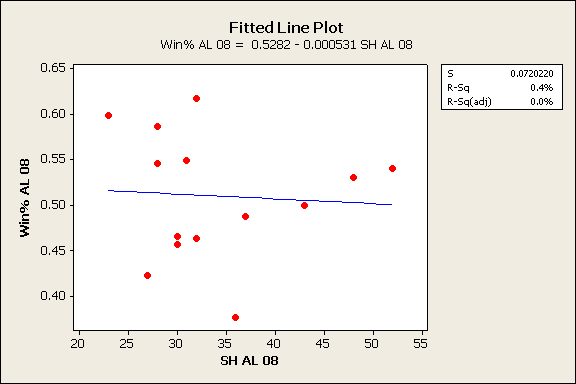 Fitted Line Plot
Win% AL 08 = 0.5282 - 0.000531 SH AL 08
S 0.0720220
R-Sq 0.4%
R-Sq(adj) 0.0%
Win% AL 08
0.65
0.60
0.55
0.50
0.45
0.40
20 25 30 35 40 45 50 55
SH AL 08